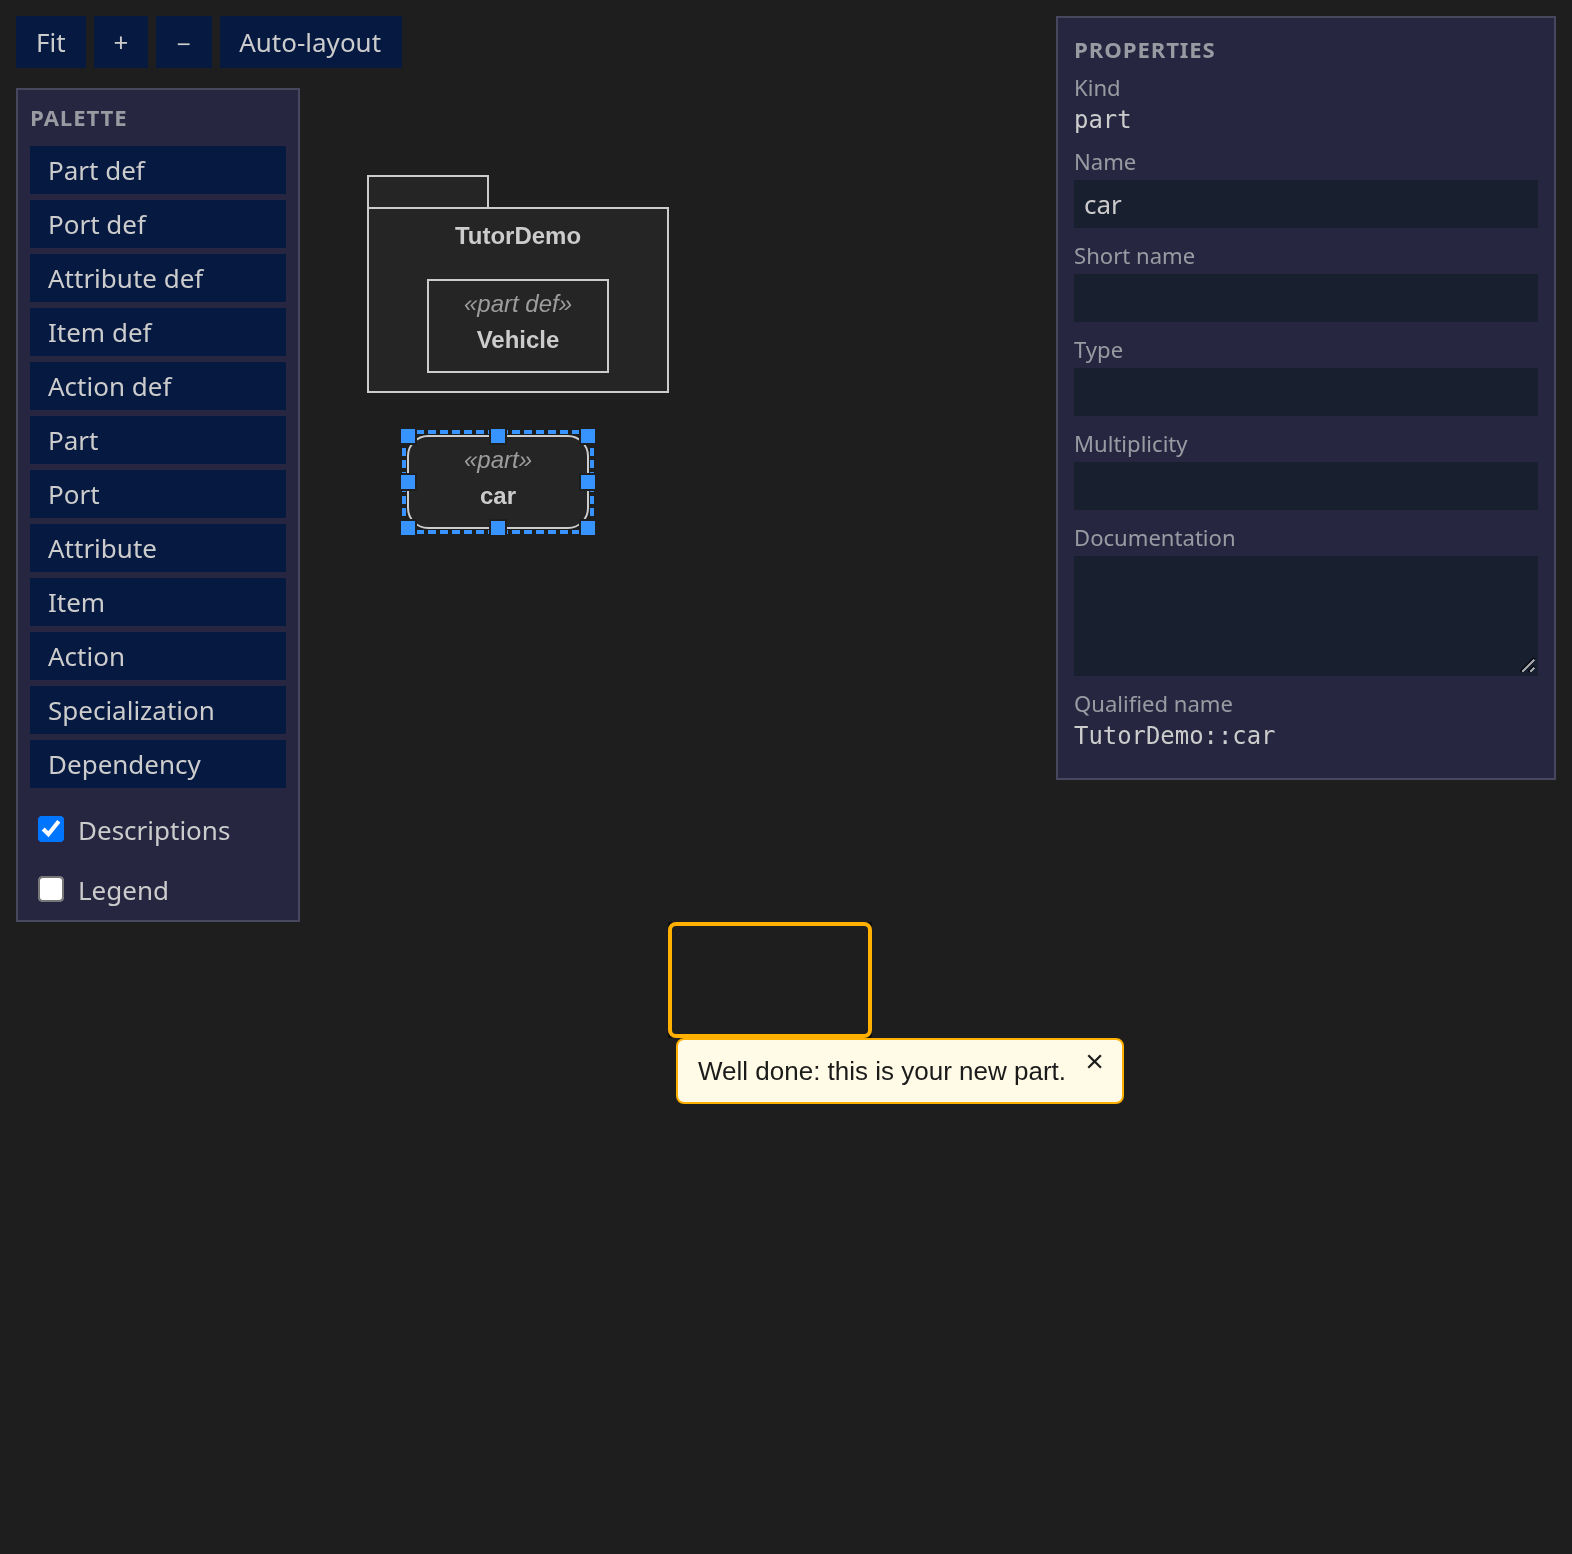 Fit
+
–
Auto-layout
PALETTE
Part def
Port def
Attribute def
Item def
Action def
Part
Port
Attribute
Item
Action
Specialization
Dependency
Descriptions
Legend
TutorDemo
«part def»
Vehicle
«part»
car
Well done: this is your new part.
✕
PROPERTIES
Kind
part
Name
car
Short name
Type
Multiplicity
Documentation
Qualified name
TutorDemo::car